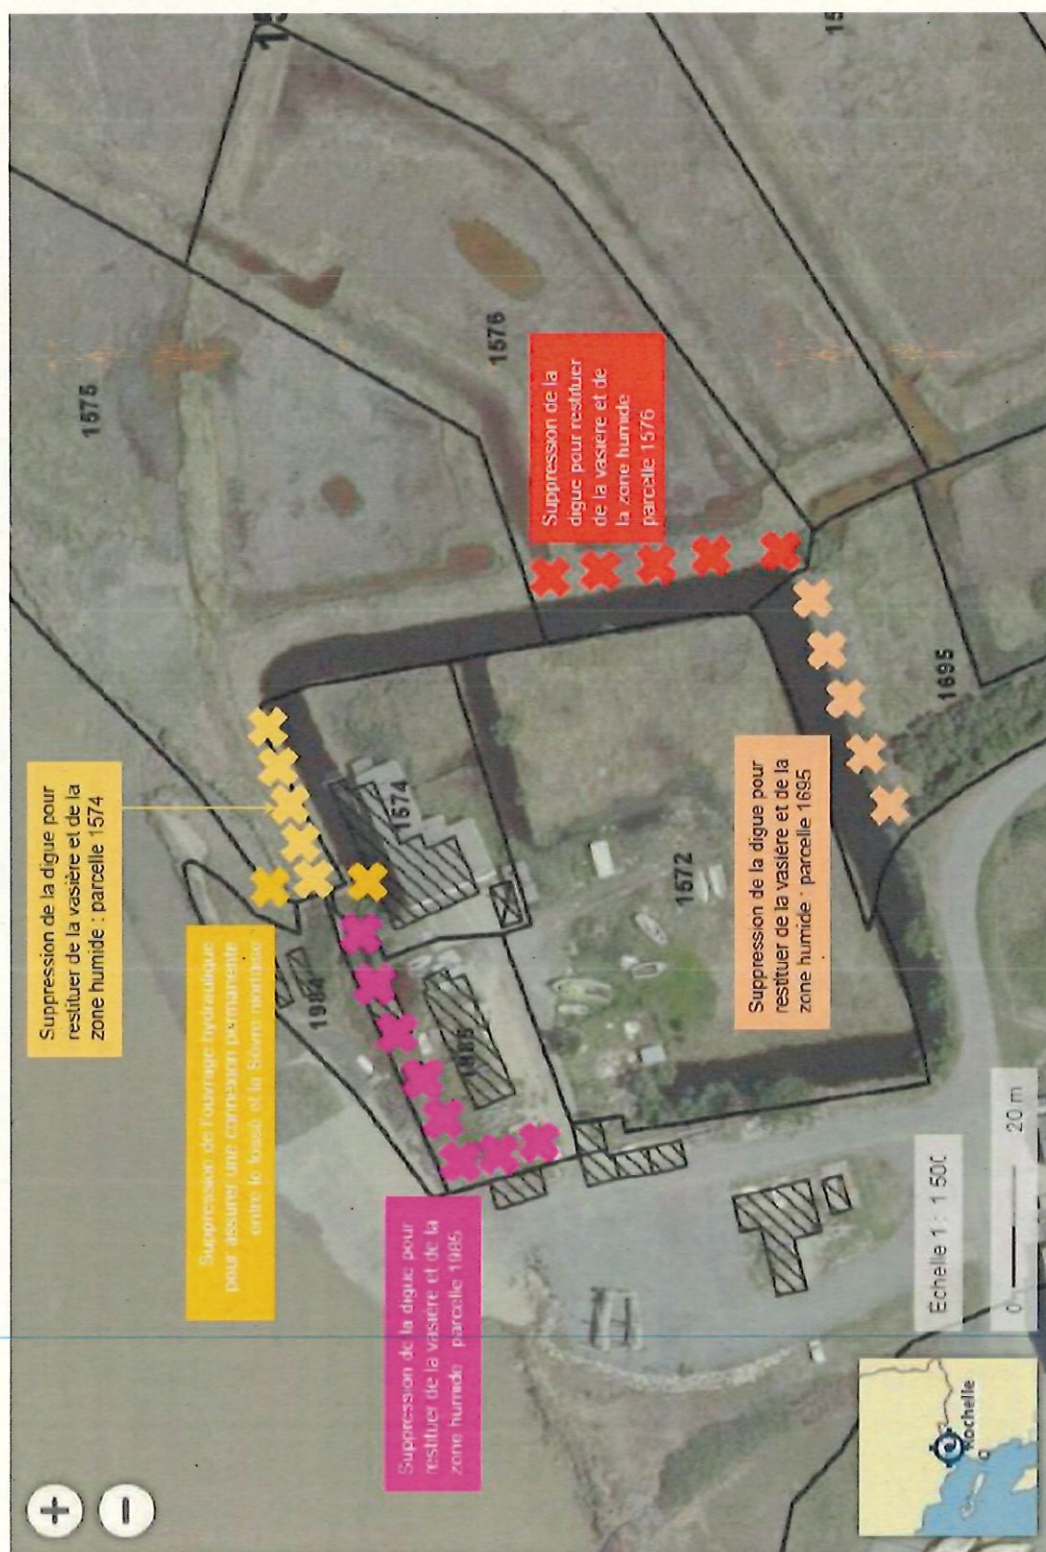 Suppression de la digue pour
restituer de la vasière et de la
zone humide : parcelle 1574
Suppression de l'ouvrage hydraulique
pour assurer une connexion permanente
entre le fossé et la Sèvre niortaise
Suppression de la digue pour
restituer de la vasière et de la
zone humide parcelle 1985
Suppression de la
digue pour restituer
de la vasière et de
la zone humide
parcelle 1576
Suppression de la digue pour
restituer de la vasière et de la
zone humide : parcelle 1695
1575
1576
1574
1984
1985
1572
1695
15
15
Echelle 1 : 1 500
0 20 m
Rochelle